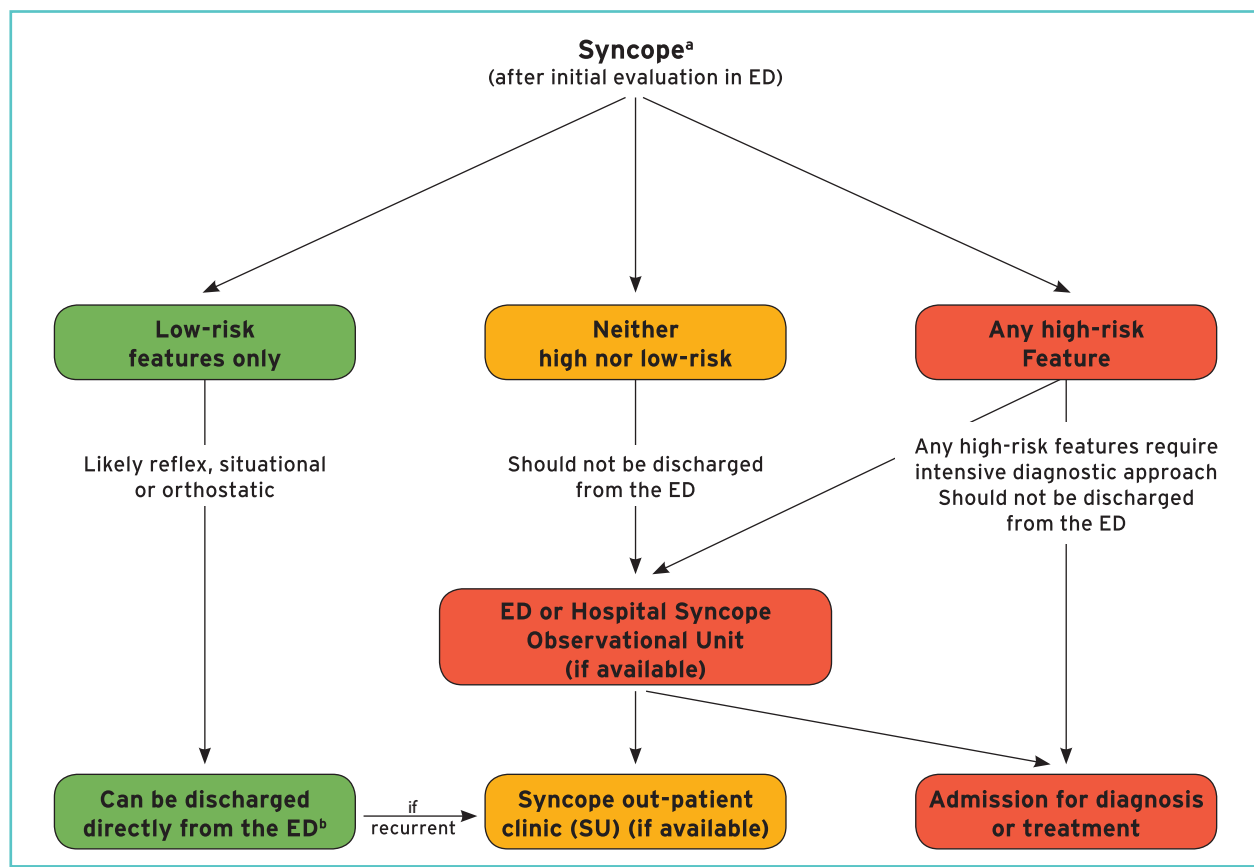 Syncopeᵃ
(after initial evaluation in ED)
Low-risk
features only
Neither
high nor low-risk
Any high-risk
Feature
Likely reflex, situational
or orthostatic
Should not be discharged
from the ED
Any high-risk features require
intensive diagnostic approach
Should not be discharged
from the ED
ED or Hospital Syncope
Observational Unit
(if available)
Can be discharged
directly from the EDᵇ
if
recurrent
Syncope out-patient
clinic (SU) (if available)
Admission for diagnosis
or treatment